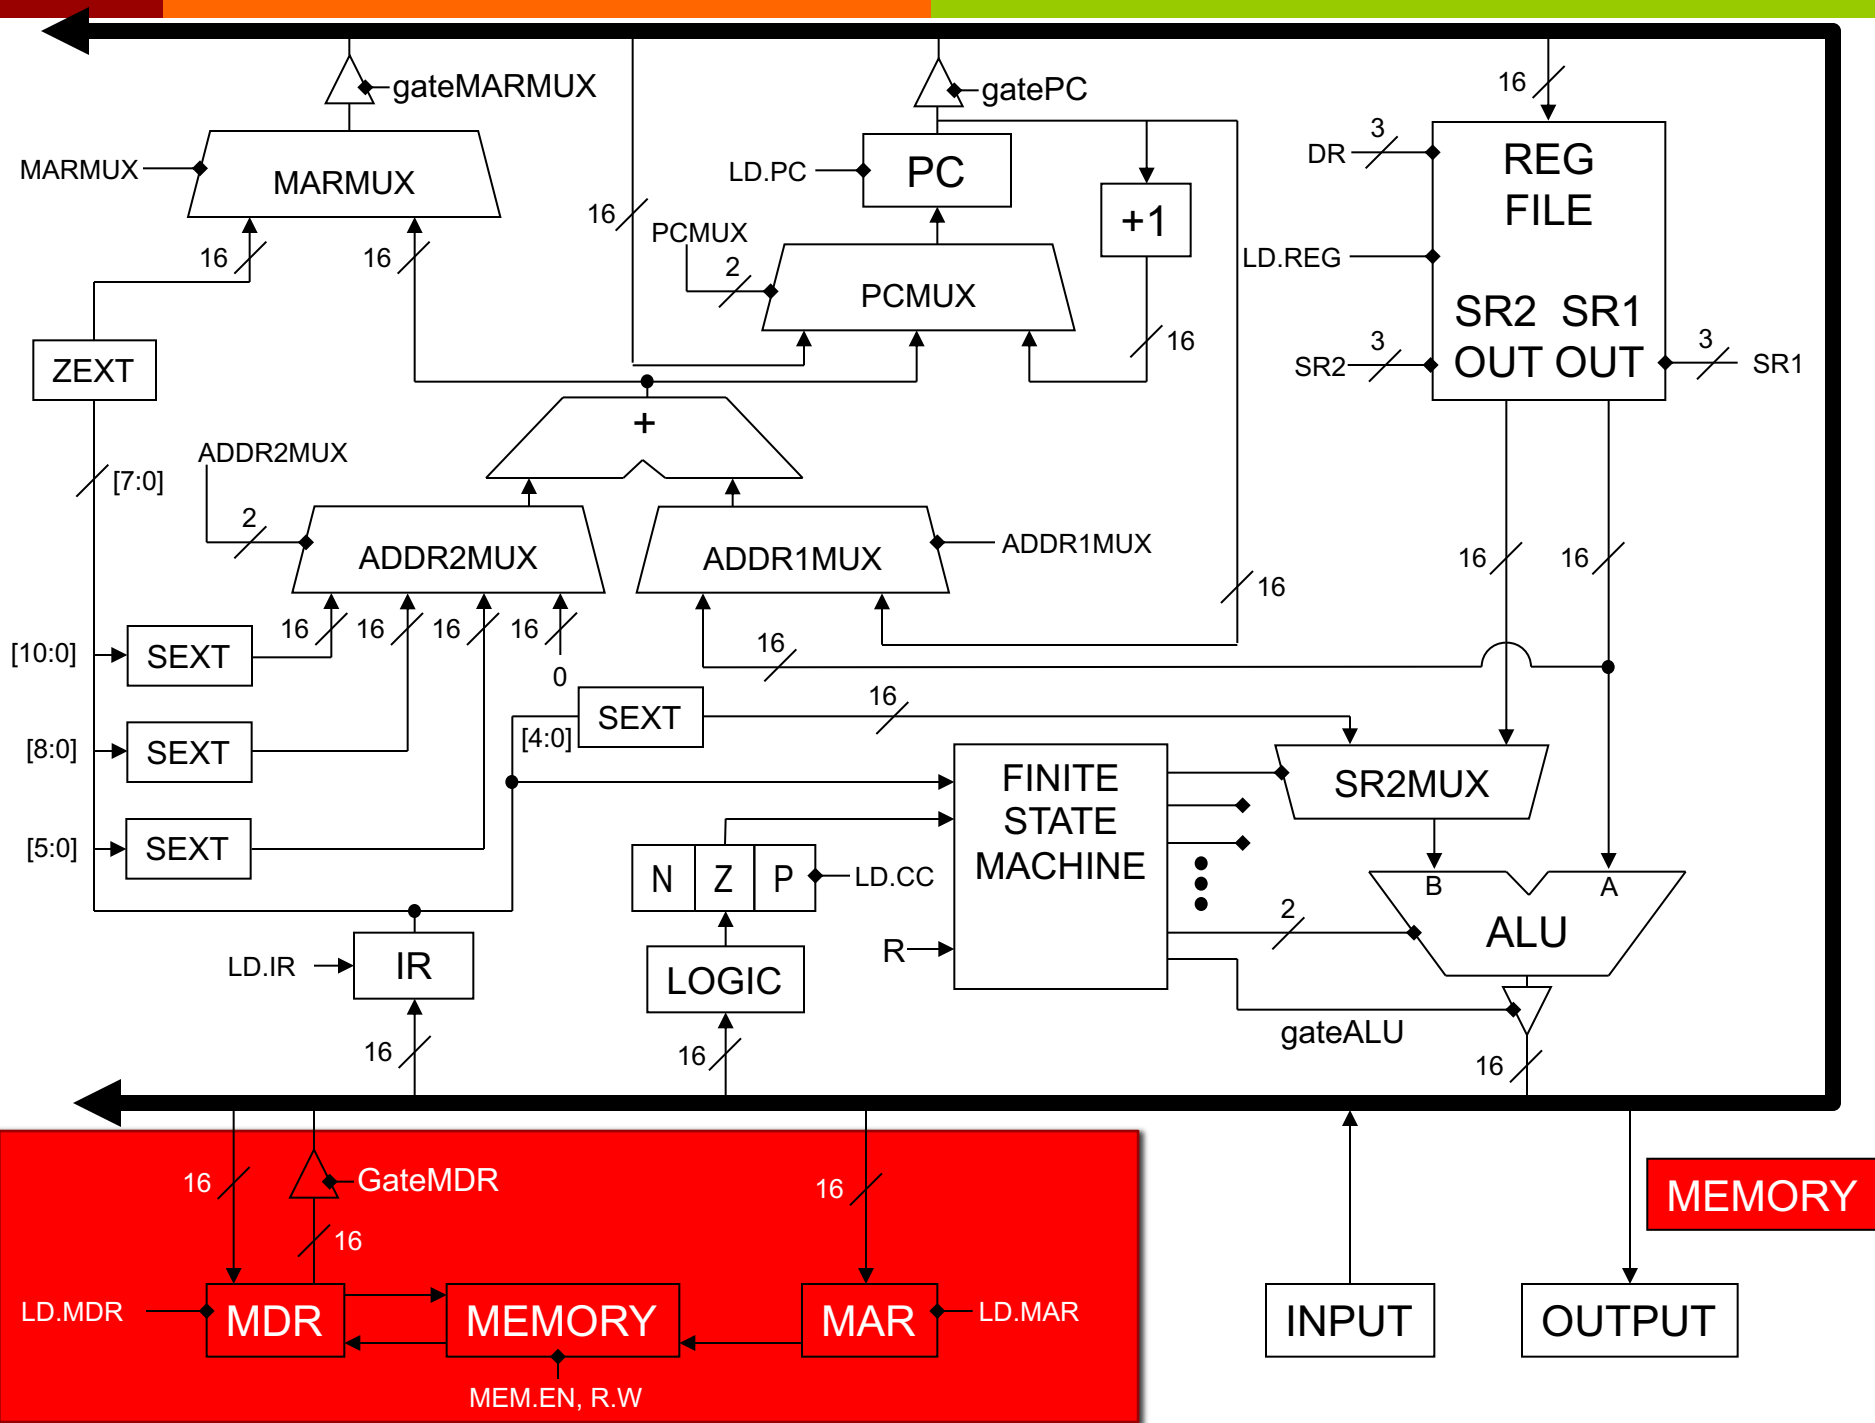 gateMARMUX
gatePC
16
MARMUX
MARMUX
LD.PC
PC
DR
3
REG
FILE
16
PCMUX
2
+1
LD.REG
16
16
PCMUX
SR2 SR1
OUT OUT
ZEXT
16
SR2
3
3
SR1
+
ADDR2MUX
[7:0]
2
ADDR2MUX
ADDR1MUX
ADDR1MUX
16
16
16
16
16
16
16
[10:0]
SEXT
16
0
[4:0]
SEXT
16
[8:0]
SEXT
FINITE
STATE
MACHINE
SR2MUX
[5:0]
SEXT
N
Z
P
LD.CC
B
A
2
ALU
R
LD.IR
IR
LOGIC
gateALU
16
16
16
16
GateMDR
16
MEMORY
16
LD.MDR
MDR
MEMORY
MAR
LD.MAR
INPUT
OUTPUT
MEM.EN, R.W